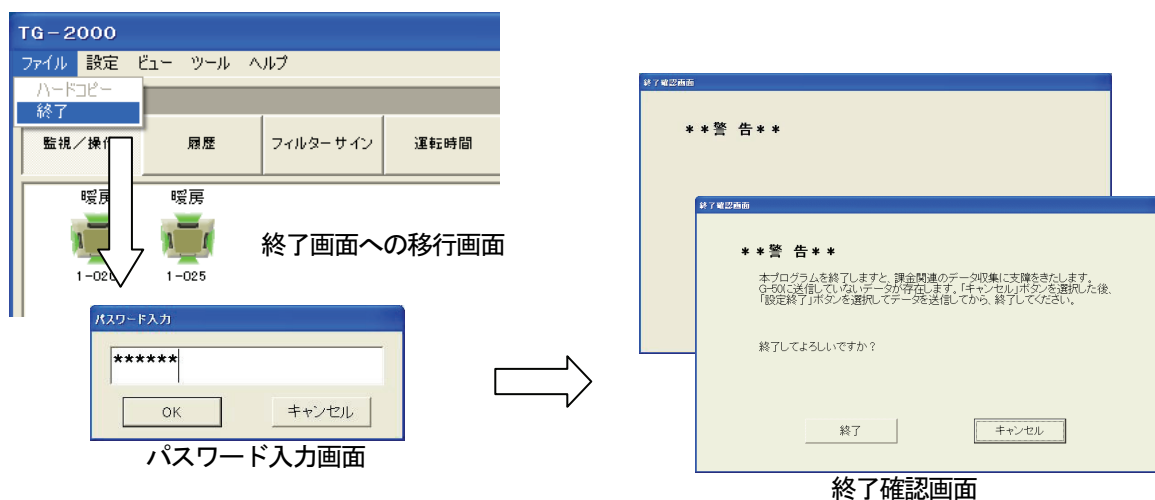 TG-2000
ファイル 設定 ビュー ツール ヘルプ
ハードコピー
終了
監視/操作 履歴 フィルターサイン 運転時間
暖房 暖房
1-020 1-025
終了画面への移行画面
パスワード入力
******
OK キャンセル
パスワード入力画面
終了確認画面
**警 告**
終了確認画面
**警 告**
本プログラムを終了しますと、課金関連のデータ収集に支障をきたします。
G-50に送信していないデータが存在します。「キャンセル」ボタンを選択した後、
「設定終了」ボタンを選択してデータを送信してから、終了してください。
終了してよろしいですか?
終了 キャンセル
終了確認画面